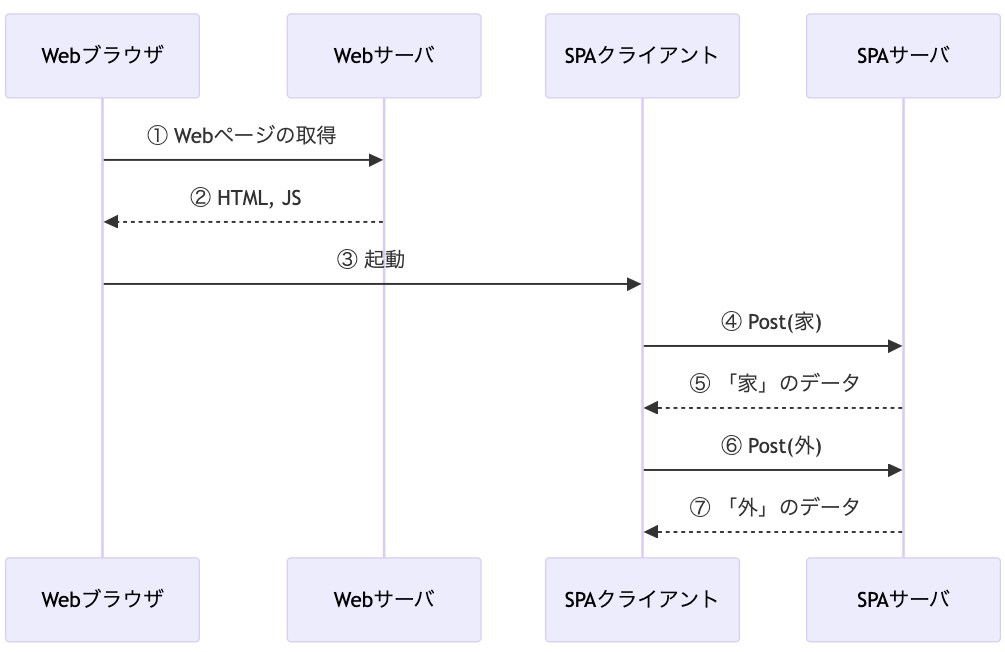 Webブラウザ
Webサーバ
SPAクライアント
SPAサーバ
① Webページの取得
② HTML, JS
③ 起動
④ Post(家)
⑤ 「家」のデータ
⑥ Post(外)
⑦ 「外」のデータ
Webブラウザ
Webサーバ
SPAクライアント
SPAサーバ